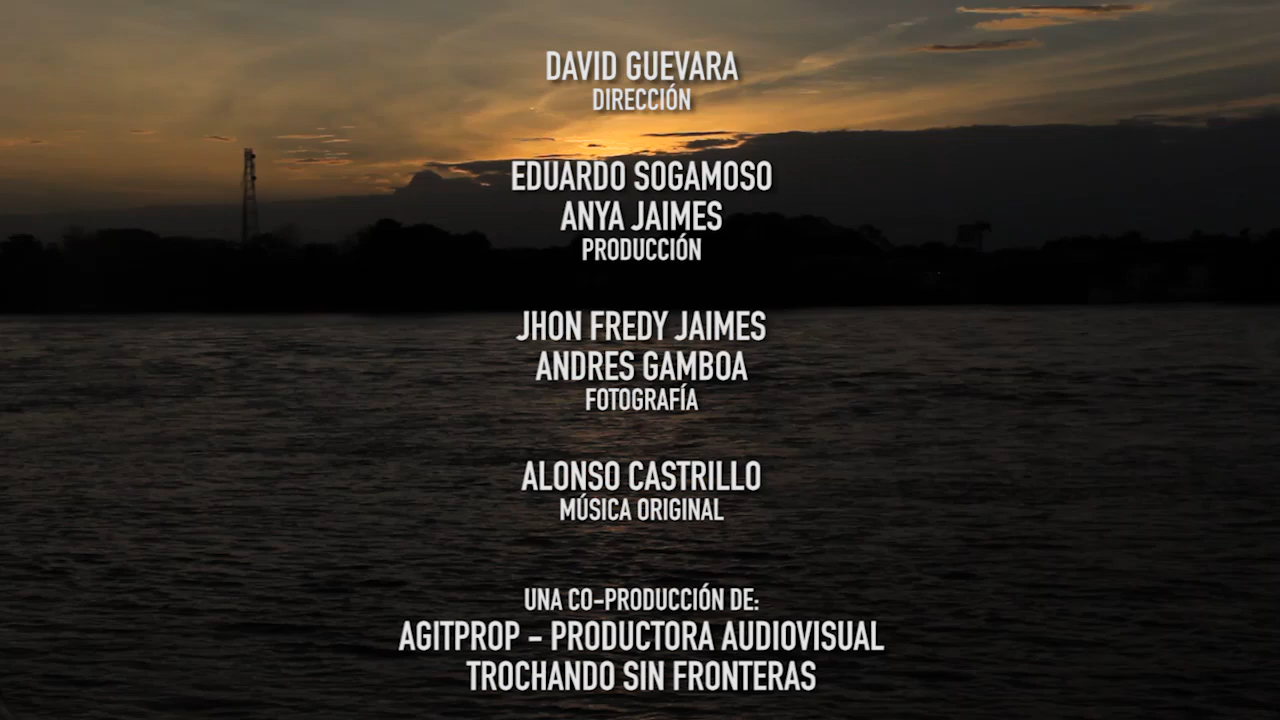 DAVID GUEVARA
DIRECCIÓN
EDUARDO SOGAMOSO
ANYA JAIMES
PRODUCCIÓN
JHON FREDY JAIMES
ANDRES GAMBOA
FOTOGRAFÍA
ALONSO CASTRILLO
MÚSICA ORIGINAL
UNA CO-PRODUCCIÓN DE:
AGITPROP - PRODUCTORA AUDIOVISUAL
TROCHANDO SIN FRONTERAS